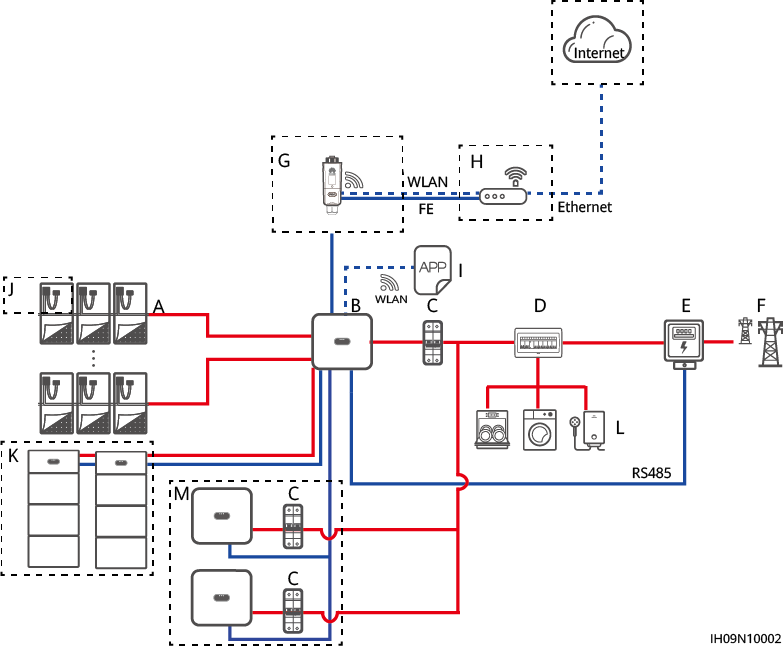 Internet
G
H
WLAN
FE
Ethernet
J
A
APP
I
WLAN
B
C
D
E
F
L
K
RS485
M
C
C
IH09N10002